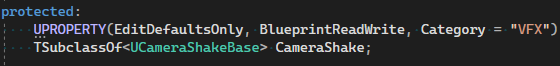 protected:
UPROPERTY(EditDefaultsOnly, BlueprintReadWrite, Category = "VFX")
TSubclassOf<UCameraShakeBase> CameraShake;